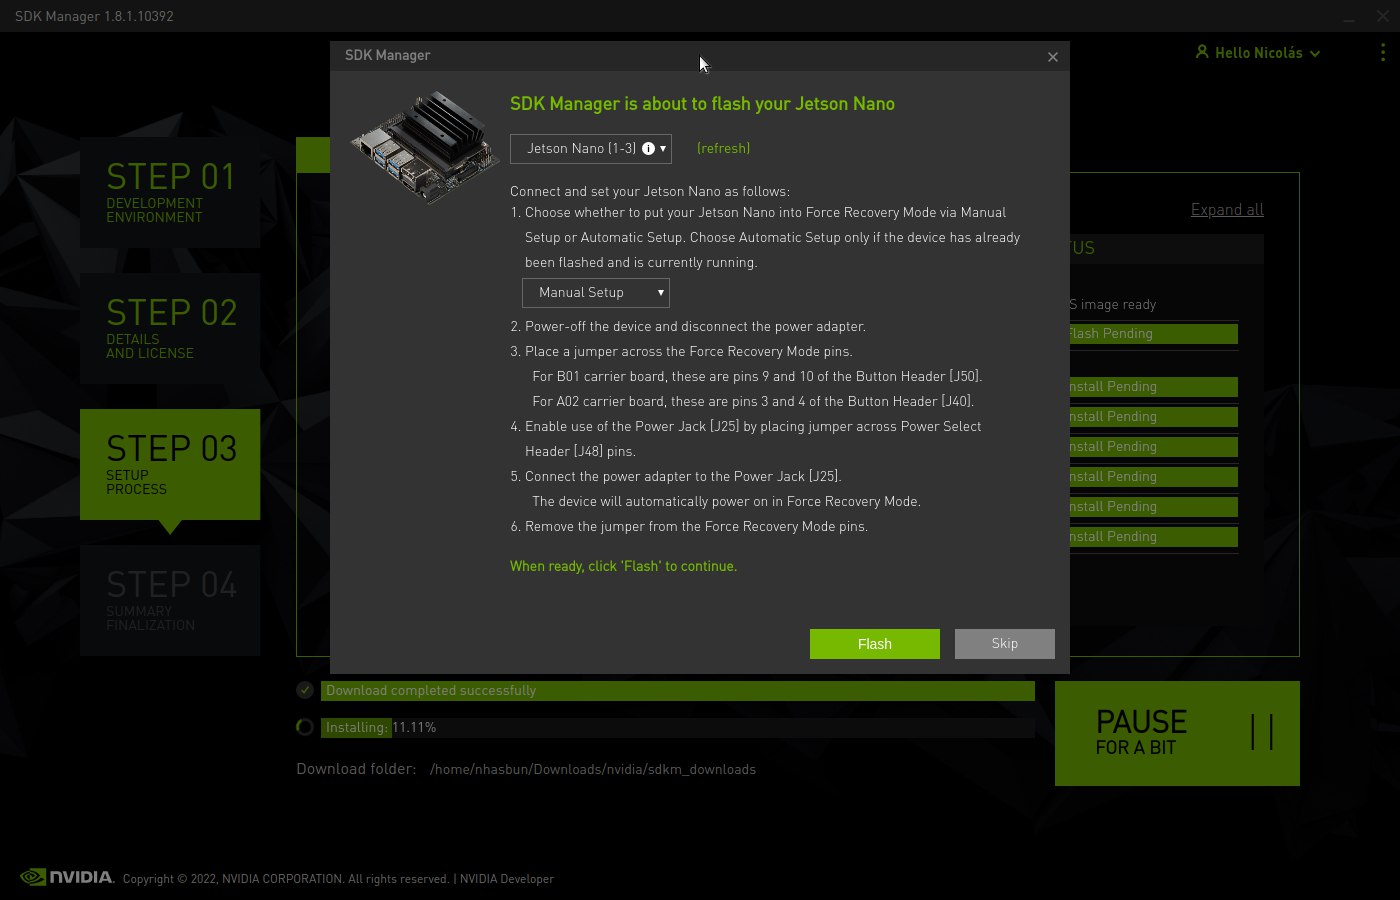 SDK Manager 1.8.1.10392
SDK Manager
Hello Nicolás
SDK Manager is about to flash your Jetson Nano
Jetson Nano (1-3)
(refresh)
Connect and set your Jetson Nano as follows:
1. Choose whether to put your Jetson Nano into Force Recovery Mode via Manual
Setup or Automatic Setup. Choose Automatic Setup only if the device has already
been flashed and is currently running.
Manual Setup
2. Power-off the device and disconnect the power adapter.
3. Place a jumper across the Force Recovery Mode pins.
For B01 carrier board, these are pins 9 and 10 of the Button Header [J50].
For A02 carrier board, these are pins 3 and 4 of the Button Header [J40].
4. Enable use of the Power Jack [J25] by placing jumper across Power Select
Header [J48] pins.
5. Connect the power adapter to the Power Jack [J25].
The device will automatically power on in Force Recovery Mode.
6. Remove the jumper from the Force Recovery Mode pins.
When ready, click 'Flash' to continue.
Flash
Skip
STEP 01
DEVELOPMENT
ENVIRONMENT
STEP 02
DETAILS
AND LICENSE
STEP 03
SETUP
PROCESS
STEP 04
SUMMARY
FINALIZATION
Expand all
TUS
S image ready
Flash Pending
nstall Pending
nstall Pending
nstall Pending
nstall Pending
nstall Pending
nstall Pending
Download completed successfully
Installing: 11.11%
Download folder: /home/nhasbun/Downloads/nvidia/sdkm_downloads
PAUSE
FOR A BIT
NVIDIA. Copyright © 2022, NVIDIA CORPORATION. All rights reserved. | NVIDIA Developer